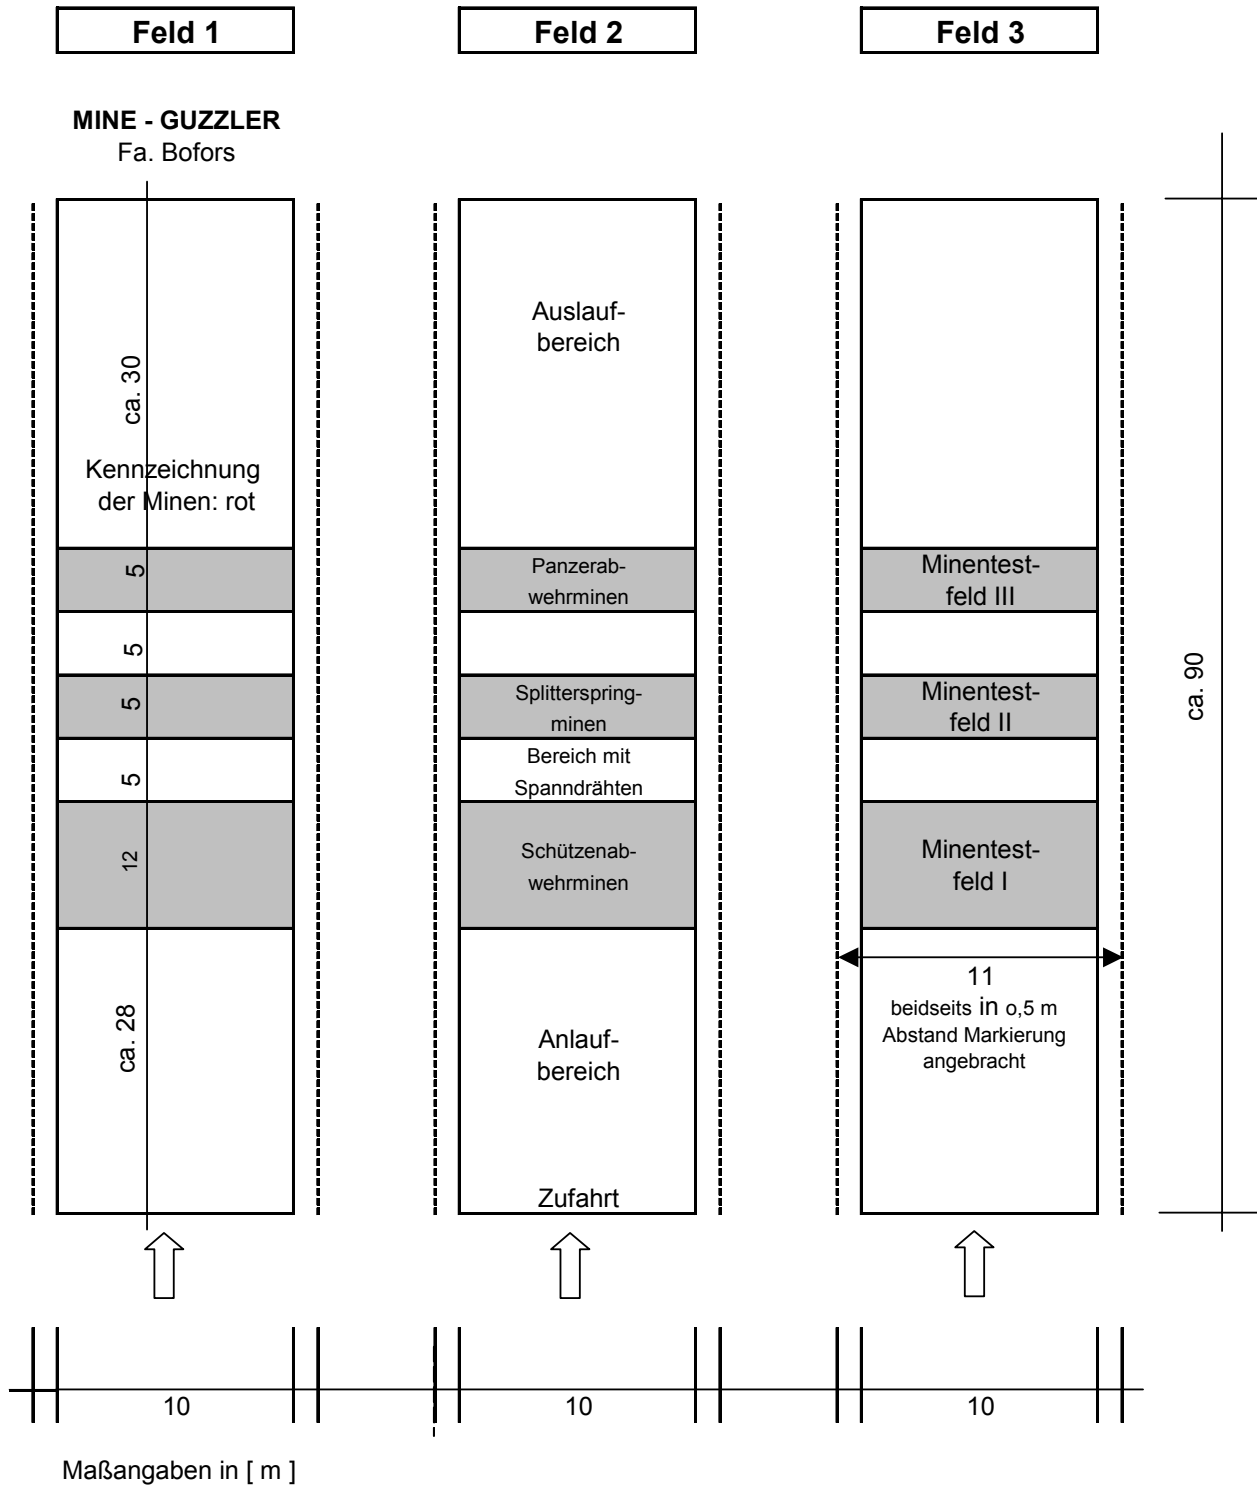 Feld 1
Feld 2
Feld 3
MINE - GUZZLER
Fa. Bofors
ca. 30
Kennzeichnung
der Minen: rot
5
5
5
5
12
ca. 28
Auslauf-
bereich
Panzerab-
wehrminen
Splitterspring-
minen
Bereich mit
Spanndrähten
Schützenab-
wehrminen
Anlauf-
bereich
Zufahrt
Minentest-
feld III
Minentest-
feld II
Minentest-
feld I
11
beidseits in o,5 m
Abstand Markierung
angebracht
ca. 90
10
10
10
Maßangaben in [ m ]